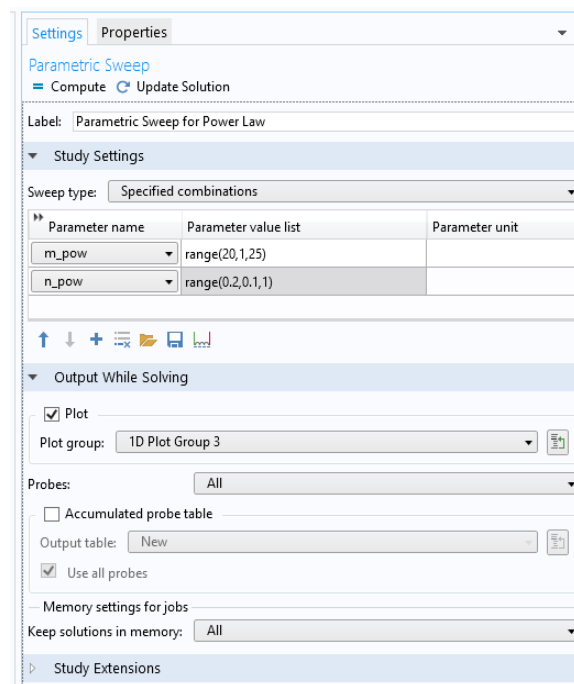 Settings Properties
Parametric Sweep
= Compute Update Solution
Label: Parametric Sweep for Power Law
Study Settings
Sweep type: Specified combinations
Parameter name Parameter value list Parameter unit
m_pow range(20,1,25)
n_pow range(0.2,0.1,1)
Output While Solving
Plot
Plot group: 1D Plot Group 3
Probes: All
Accumulated probe table
Output table: New
Use all probes
Memory settings for jobs
Keep solutions in memory: All
Study Extensions